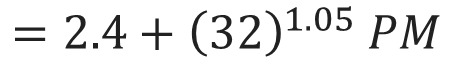 = 2.4 + (32)^{1.05} PM